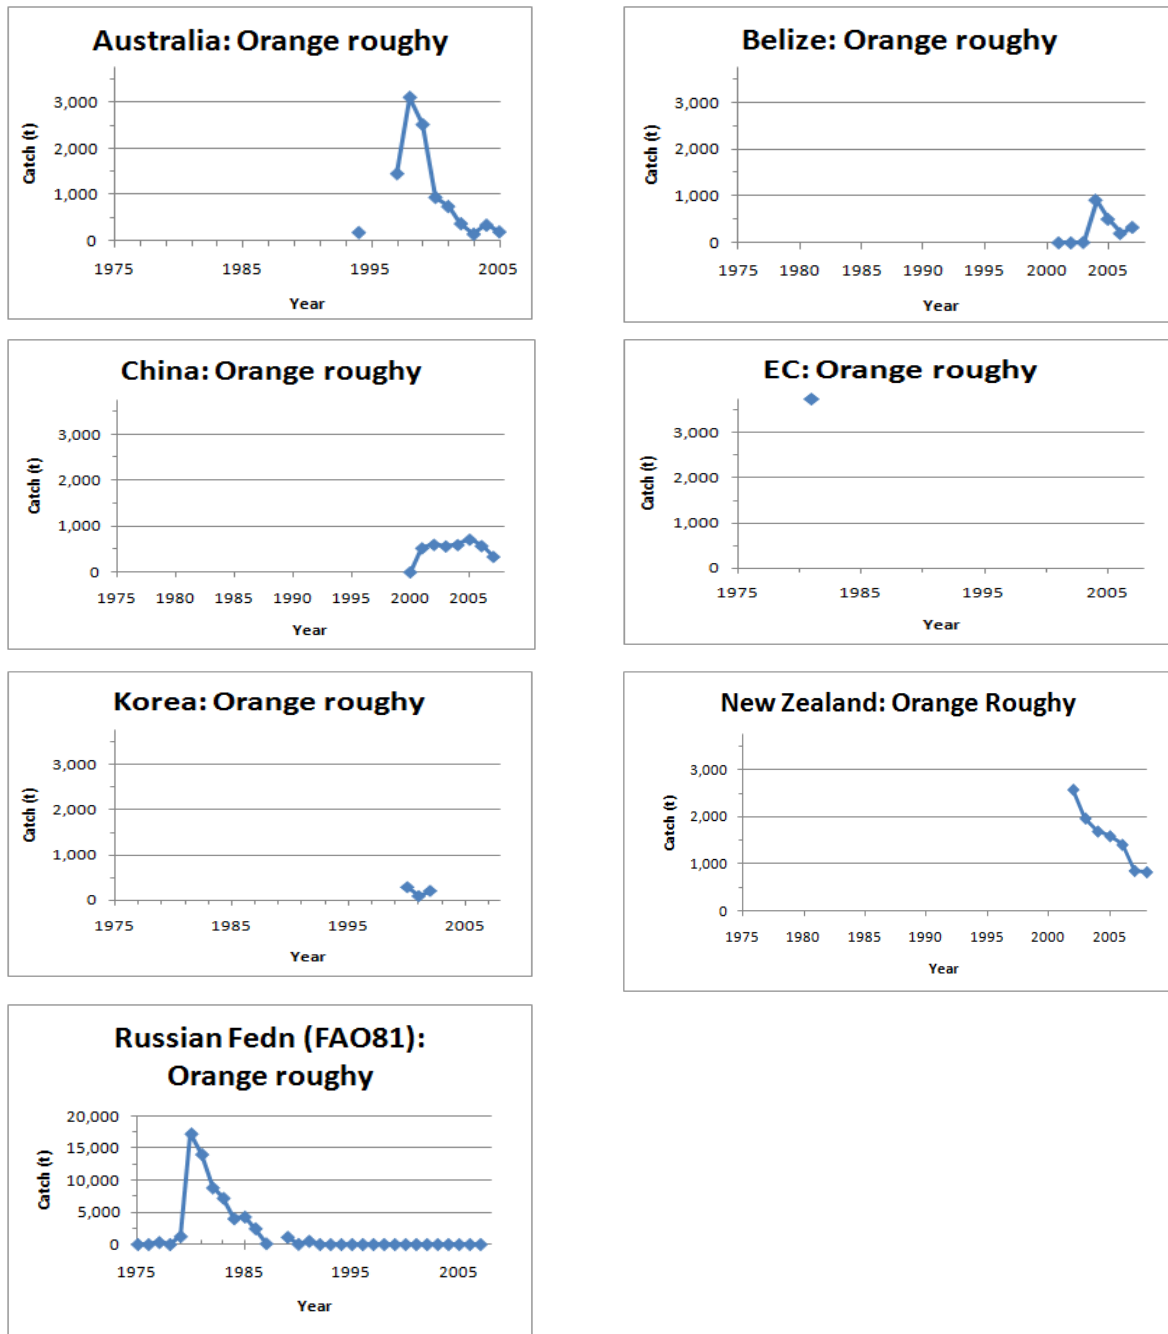 Australia: Orange roughy
Catch (t)
3,000
2,000
1,000
0
1975 1985 1995 2005
Year
Belize: Orange roughy
Catch (t)
3,000
2,000
1,000
0
1975 1980 1985 1990 1995 2000 2005
Year
China: Orange roughy
Catch (t)
3,000
2,000
1,000
0
1975 1980 1985 1990 1995 2000 2005
Year
EC: Orange roughy
Catch (t)
3,000
2,000
1,000
0
1975 1985 1995 2005
Year
Korea: Orange roughy
Catch (t)
3,000
2,000
1,000
0
1975 1985 1995 2005
Year
New Zealand: Orange Roughy
Catch (t)
3,000
2,000
1,000
0
1975 1980 1985 1990 1995 2000 2005
Year
Russian Fedn (FAO81):
Orange roughy
Catch (t)
20,000
15,000
10,000
5,000
0
1975 1985 1995 2005
Year